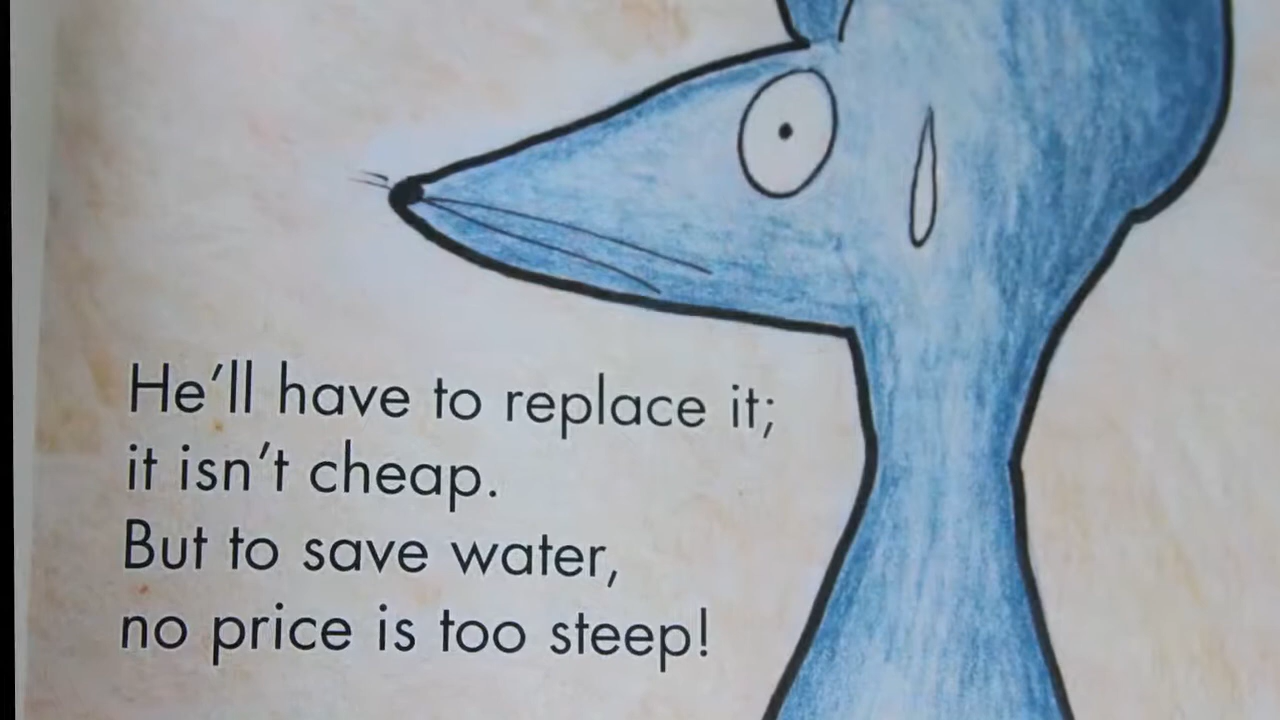 He'll have to replace it;
it isn't cheap.
But to save water,
no price is too steep!